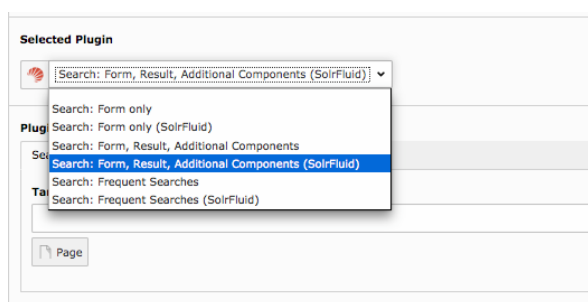 Selected Plugin
Search: Form, Result, Additional Components (SolrFluid)
Search: Form only
Search: Form only (SolrFluid)
Search: Form, Result, Additional Components
Search: Form, Result, Additional Components (SolrFluid)
Search: Frequent Searches
Search: Frequent Searches (SolrFluid)
Page